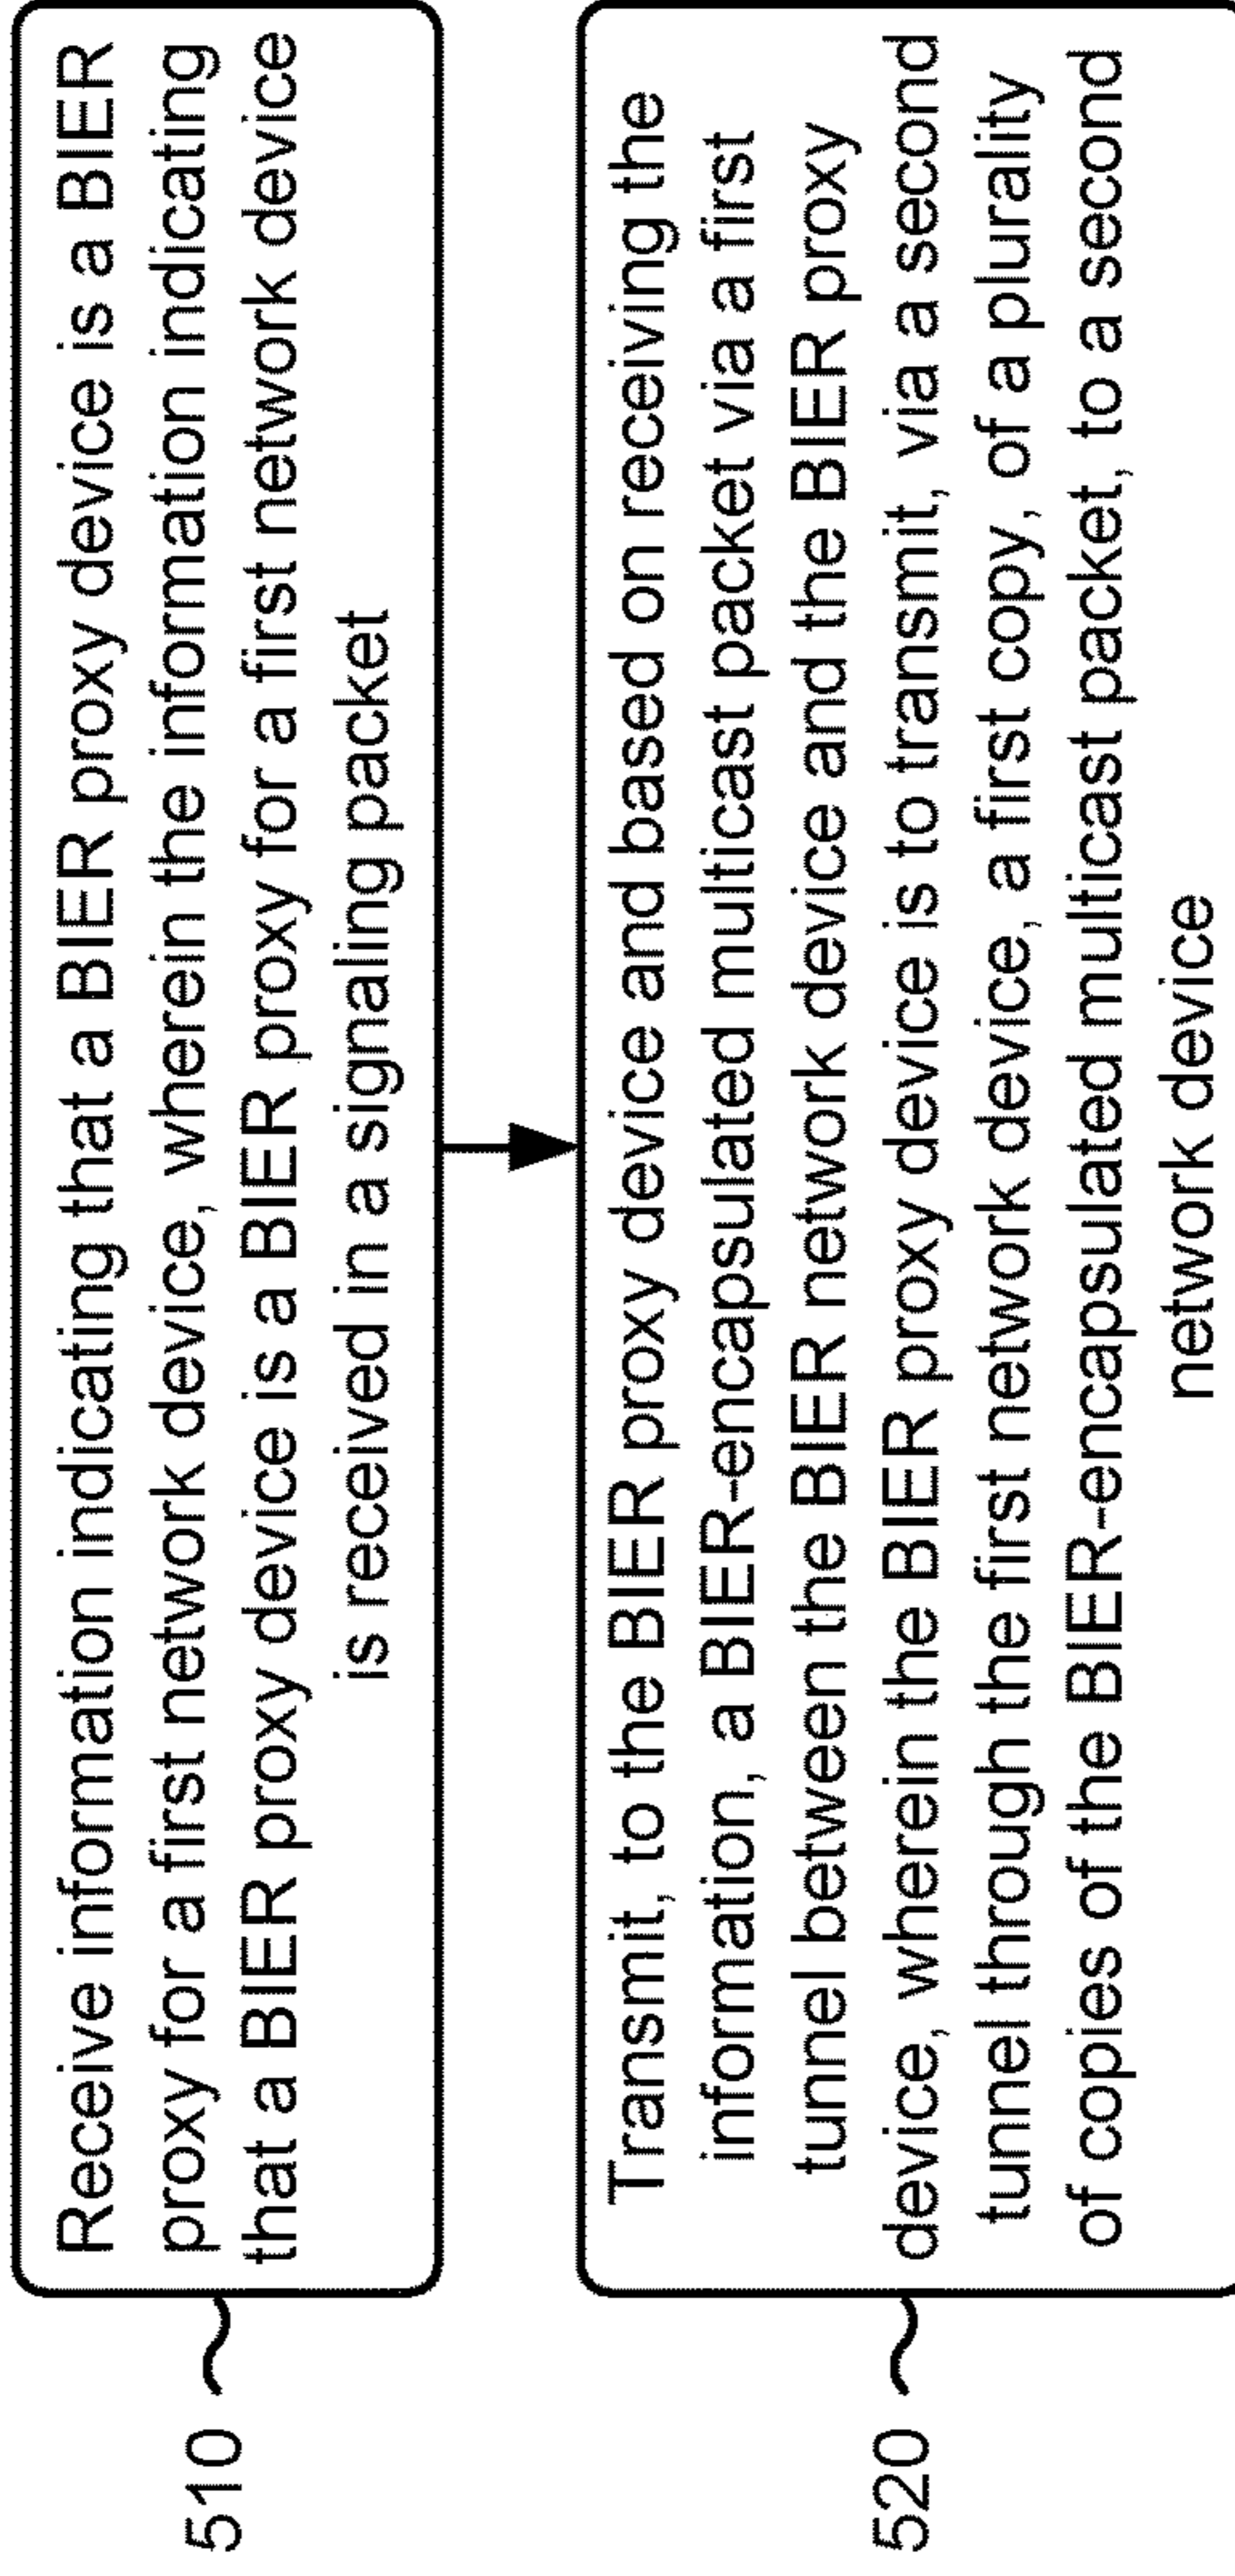 510
Receive information indicating that a BIER proxy device is a BIER
proxy for a first network device, wherein the information indicating
that a BIER proxy device is a BIER proxy for a first network device
is received in a signaling packet
520
Transmit, to the BIER proxy device and based on receiving the
information, a BIER-encapsulated multicast packet via a first
tunnel between the BIER network device and the BIER proxy
device, wherein the BIER proxy device is to transmit, via a second
tunnel through the first network device, a first copy, of a plurality
of copies of the BIER-encapsulated multicast packet, to a second
network device